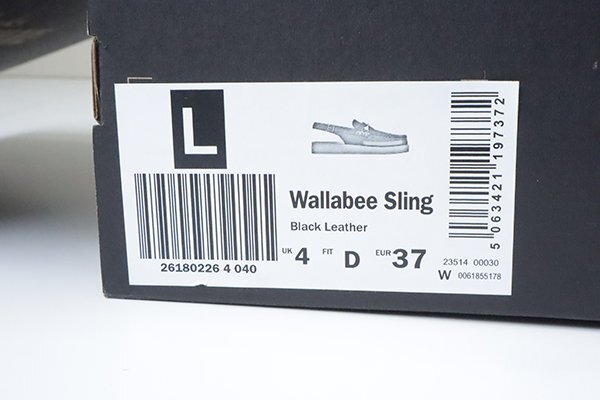 L
Wallabee Sling
Black Leather
UK 4 FIT D EUR 37
26180226 4 040
5 063421 197372
23514 00030
W 0061855178